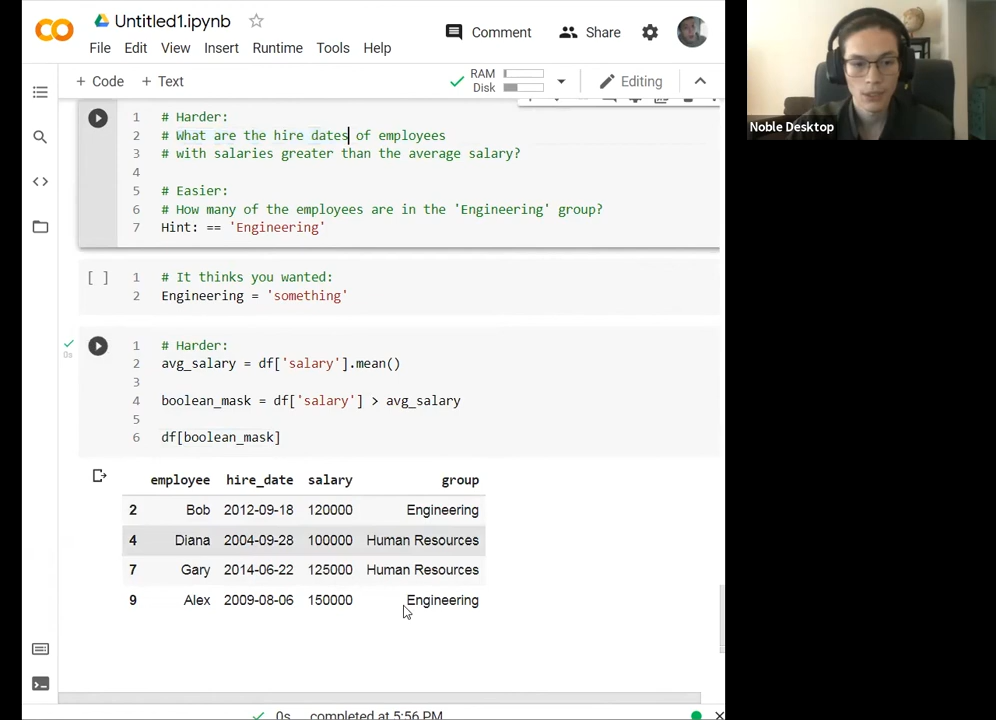 Untitled1.ipynb
File Edit View Insert Runtime Tools Help
Comment Share
+ Code + Text
RAM
Disk
Editing
1 # Harder:
2 # What are the hire dates of employees
3 # with salaries greater than the average salary?
4
5 # Easier:
6 # How many of the employees are in the 'Engineering' group?
7 Hint: == 'Engineering'
[ ] 1 # It thinks you wanted:
2 Engineering = 'something'
0s
1 # Harder:
2 avg_salary = df['salary'].mean()
3
4 boolean_mask = df['salary'] > avg_salary
5
6 df[boolean_mask]
employee hire_date salary group
2 Bob 2012-09-18 120000 Engineering
4 Diana 2004-09-28 100000 Human Resources
7 Gary 2014-06-22 125000 Human Resources
9 Alex 2009-08-06 150000 Engineering
0s completed at 5:56 PM
Noble Desktop